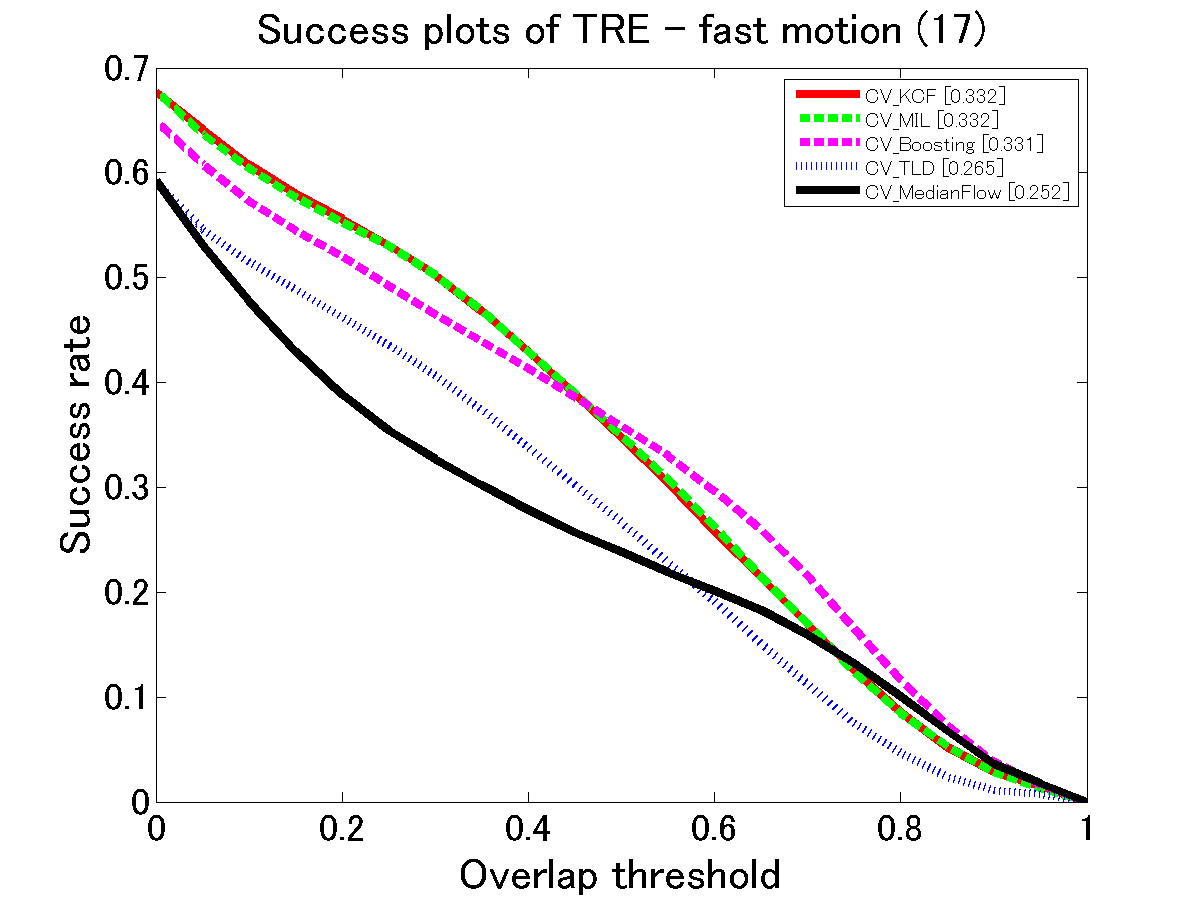 Success plots of TRE - fast motion (17)
CV_KCF [0.332]
CV_MIL [0.332]
CV_Boosting [0.331]
CV_TLD [0.265]
CV_MedianFlow [0.252]
Success rate
0.7
0.6
0.5
0.4
0.3
0.2
0.1
0
0 0.2 0.4 0.6 0.8 1
Overlap threshold